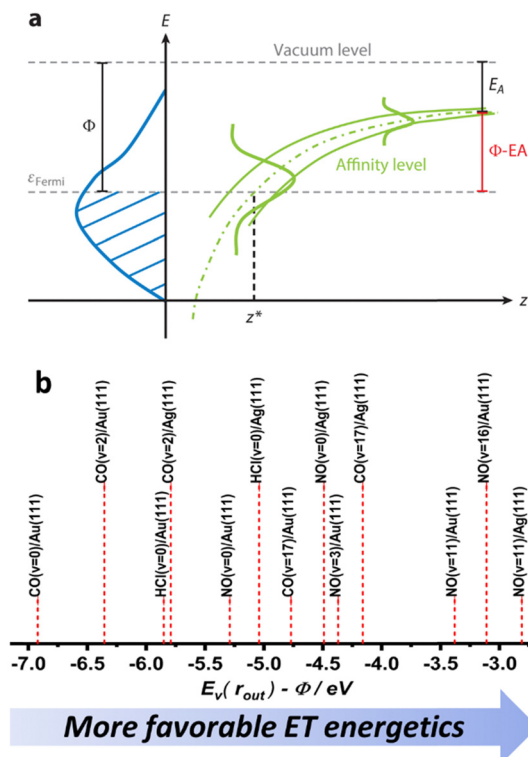 a
E
Vacuum level
E_A
Φ
Φ-EA
Affinity level
ε_Fermi
z*
z
b
CO(v=0)/Au(111)
CO(v=2)/Au(111)
HCl(v=0)/Au(111)
CO(v=2)/Ag(111)
NO(v=0)/Au(111)
HCl(v=0)/Ag(111)
CO(v=17)/Au(111)
NO(v=0)/Ag(111)
NO(v=3)/Au(111)
CO(v=17)/Ag(111)
NO(v=11)/Au(111)
NO(v=16)/Au(111)
NO(v=11)/Ag(111)
-7.0 -6.5 -6.0 -5.5 -5.0 -4.5 -4.0 -3.5 -3.0
E_v( r_out ) - Φ / eV
More favorable ET energetics